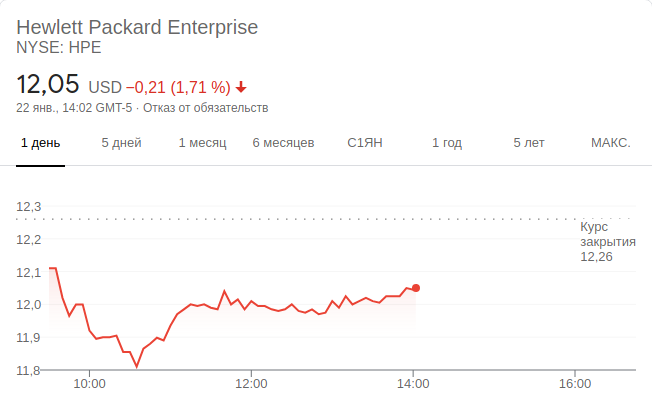 Hewlett Packard Enterprise
NYSE: HPE
12,05 USD −0,21 (1,71 %)
22 янв., 14:02 GMT-5 · Отказ от обязательств
1 день 5 дней 1 месяц 6 месяцев С1ЯН 1 год 5 лет МАКС.
12,3
Курс
закрытия
12,26
12,2
12,1
12,0
11,9
11,8
10:00 12:00 14:00 16:00